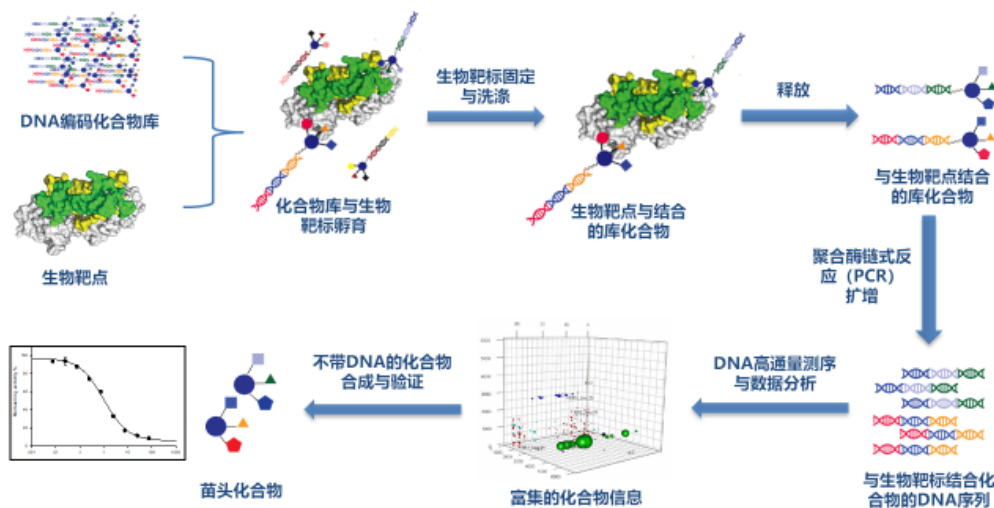 DNA编码化合物库
生物靶点
化合物库与生物
靶标孵育
生物靶标固定
与洗涤
生物靶点与结合
的库化合物
释放
与生物靶点结合
的库化合物
聚合酶链式反
应（PCR）
扩增
与生物靶标结合化
合物的DNA序列
DNA高通量测序
与数据分析
富集的化合物信息
不带DNA的化合物
合成与验证
苗头化合物